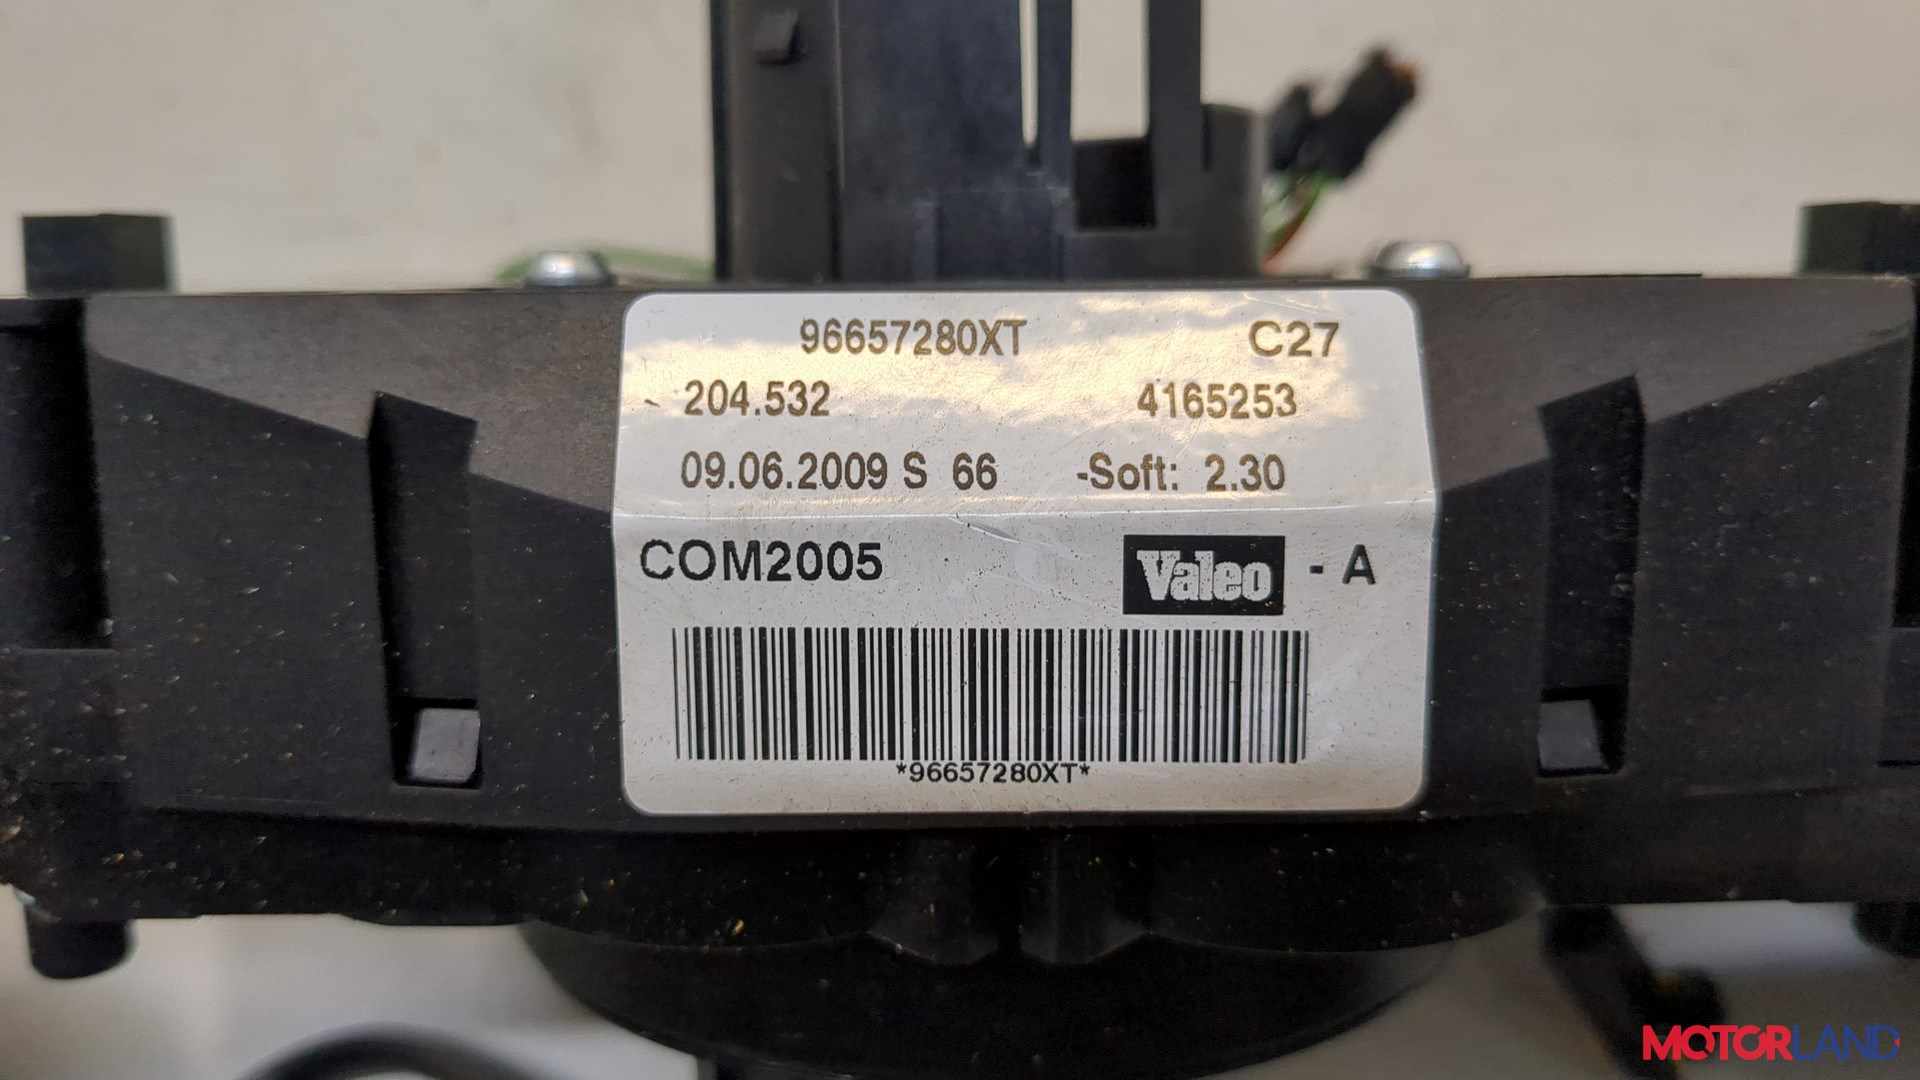 96657280XT C27
204.532 4165253
09.06.2009 S 66 -Soft: 2.30
COM2005 Valeo - A
*96657280XT*
MOTORLAND